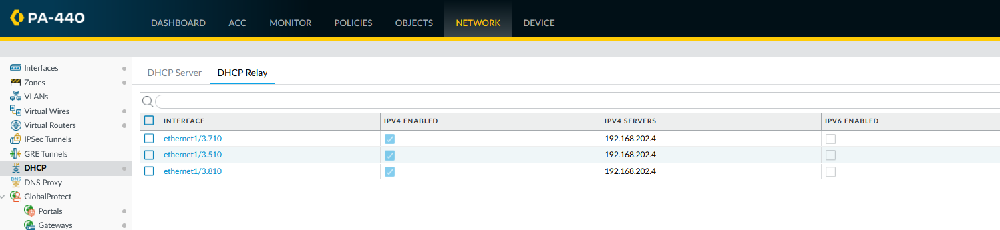 PA-440
DASHBOARD ACC MONITOR POLICIES OBJECTS NETWORK DEVICE
Interfaces
Zones
VLANs
Virtual Wires
Virtual Routers
IPSec Tunnels
GRE Tunnels
DHCP
DNS Proxy
GlobalProtect
Portals
Gateways
DHCP Server DHCP Relay
INTERFACE IPV4 ENABLED IPV4 SERVERS IPV6 ENABLED
ethernet1/3.710 192.168.202.4
ethernet1/3.510 192.168.202.4
ethernet1/3.810 192.168.202.4